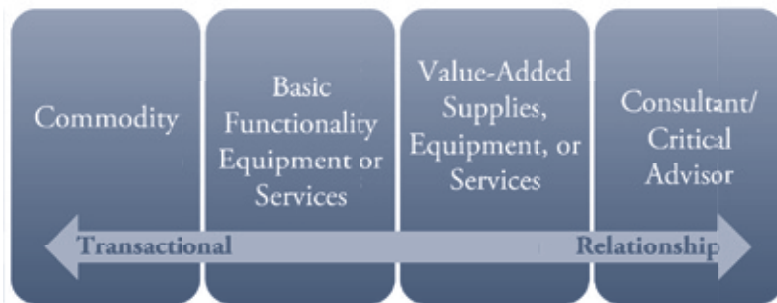 Commodity
Basic
Functionality
Equipment or
Services
Value-Added
Supplies,
Equipment, or
Services
Consultant/
Critical
Advisor
Transactional
Relationship